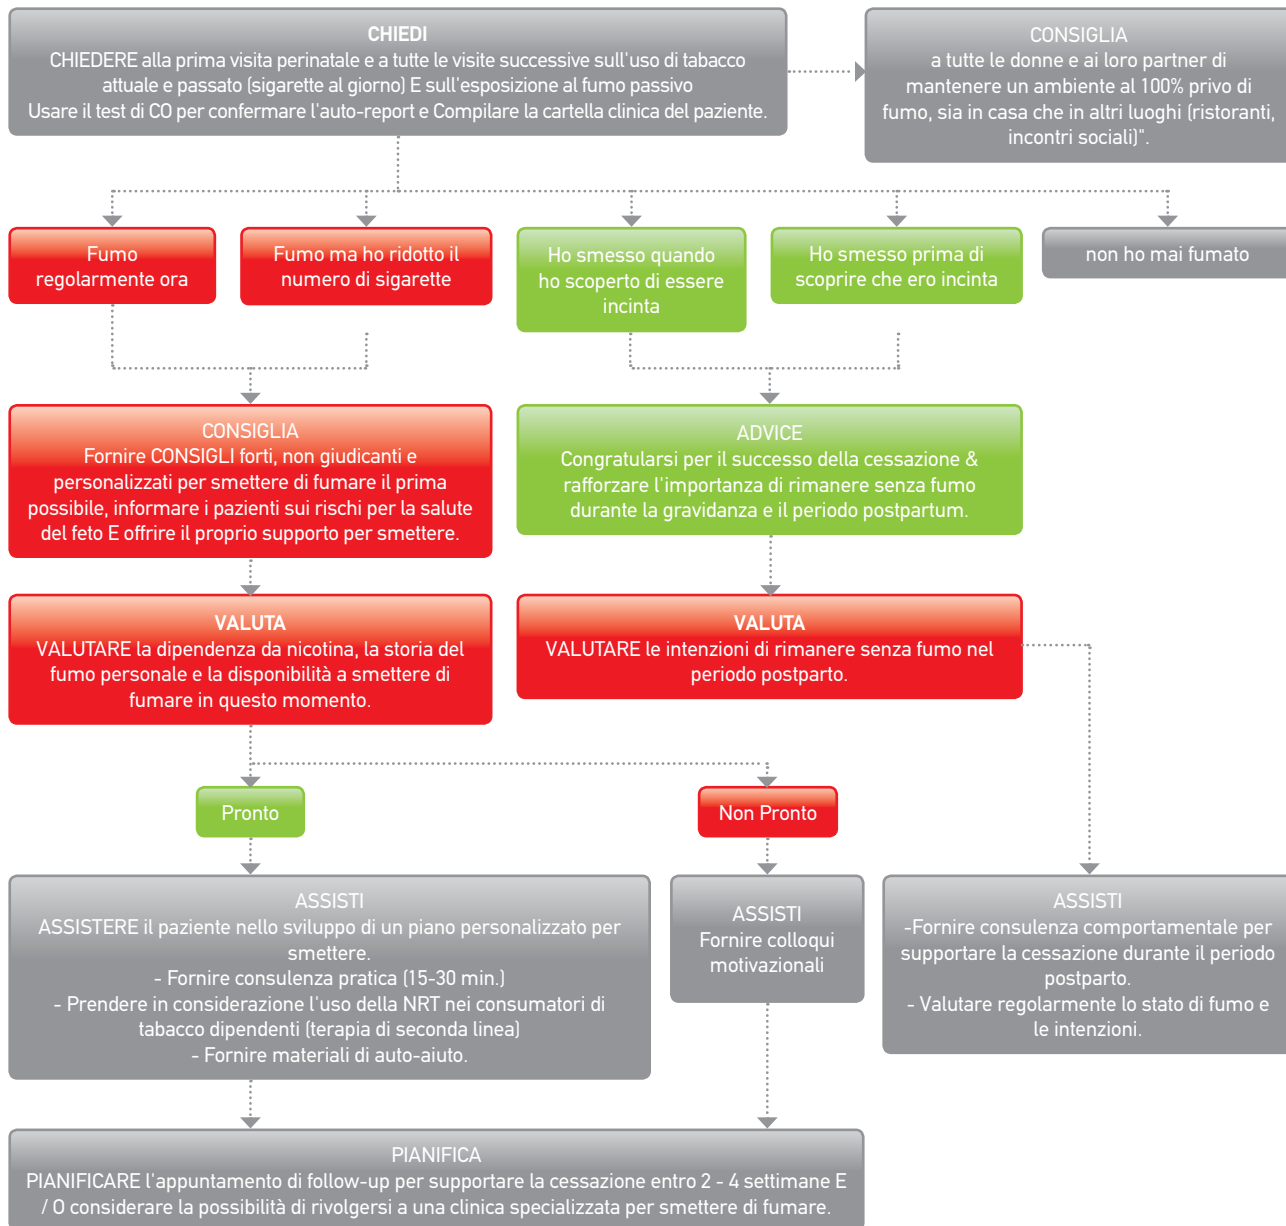 CHIEDI
CHIEDERE alla prima visita perinatale e a tutte le visite successive sull'uso di tabacco
attuale e passato (sigarette al giorno) E sull'esposizione al fumo passivo
Usare il test di CO per confermare l'auto-report e Compilare la cartella clinica del paziente.
CONSIGLIA
a tutte le donne e ai loro partner di
mantenere un ambiente al 100% privo di
fumo, sia in casa che in altri luoghi (ristoranti,
incontri sociali)".
Fumo
regolarmente ora
Fumo ma ho ridotto il
numero di sigarette
Ho smesso quando
ho scoperto di essere
incinta
Ho smesso prima di
scoprire che ero incinta
non ho mai fumato
CONSIGLIA
Fornire CONSIGLI forti, non giudicanti e
personalizzati per smettere di fumare il prima
possibile, informare i pazienti sui rischi per la salute
del feto E offrire il proprio supporto per smettere.
ADVICE
Congratularsi per il successo della cessazione &
rafforzare l'importanza di rimanere senza fumo
durante la gravidanza e il periodo postpartum.
VALUTA
VALUTARE la dipendenza da nicotina, la storia del
fumo personale e la disponibilità a smettere di
fumare in questo momento.
VALUTA
VALUTARE le intenzioni di rimanere senza fumo nel
periodo postparto.
Pronto
Non Pronto
ASSISTI
ASSISTERE il paziente nello sviluppo di un piano personalizzato per
smettere.
- Fornire consulenza pratica (15-30 min.)
- Prendere in considerazione l'uso della NRT nei consumatori di
tabacco dipendenti (terapia di seconda linea)
- Fornire materiali di auto-aiuto.
ASSISTI
Fornire colloqui
motivazionali
ASSISTI
-Fornire consulenza comportamentale per
supportare la cessazione durante il periodo
postparto.
- Valutare regolarmente lo stato di fumo e
le intenzioni.
PIANIFICA
PIANIFICARE l'appuntamento di follow-up per supportare la cessazione entro 2 - 4 settimane E
/ O considerare la possibilità di rivolgersi a una clinica specializzata per smettere di fumare.